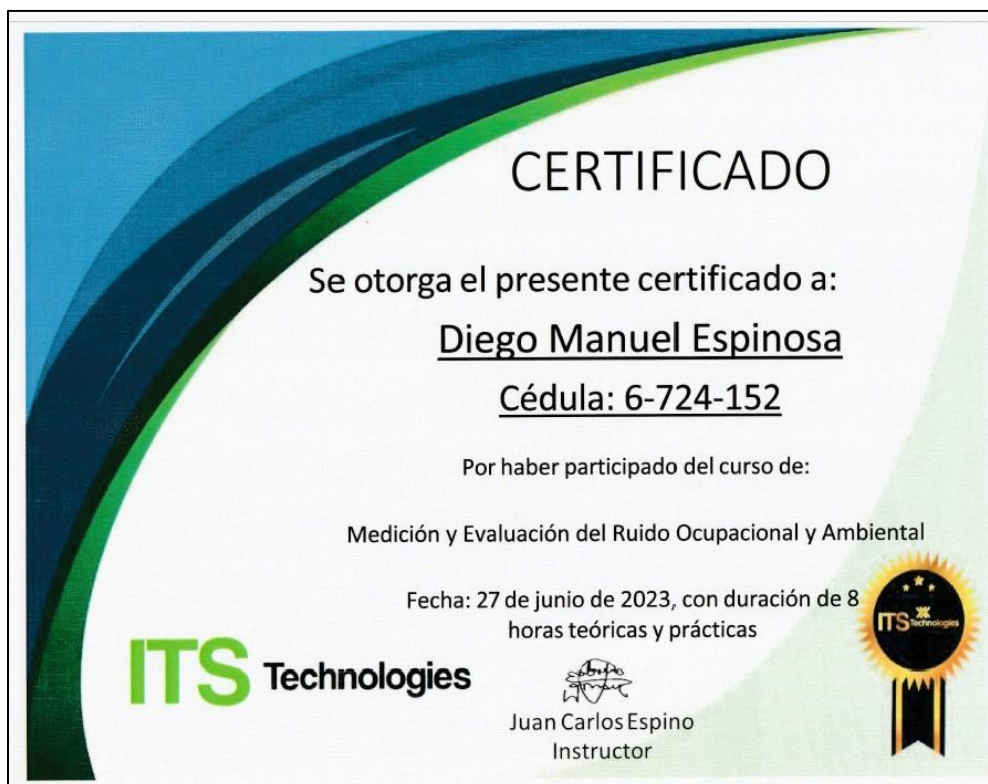 CERTIFICADO
Se otorga el presente certificado a:
Diego Manuel Espinosa
Cédula: 6-724-152
Por haber participado del curso de:
Medición y Evaluación del Ruido Ocupacional y Ambiental
Fecha: 27 de junio de 2023, con duración de 8
horas teóricas y prácticas
ITS Technologies
ITS Technologies
Juan Carlos Espino
Instructor